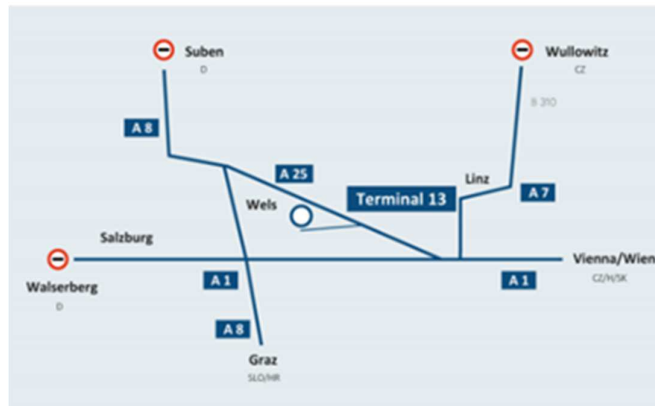 Suben
D
Wullowitz
CZ
B 310
A 8
A 25
Linz
A 7
Wels
Terminal 13
Salzburg
Vienna/Wien
CZ/H/SK
Walserberg
D
A 1
A 1
A 8
Graz
SLO/HR